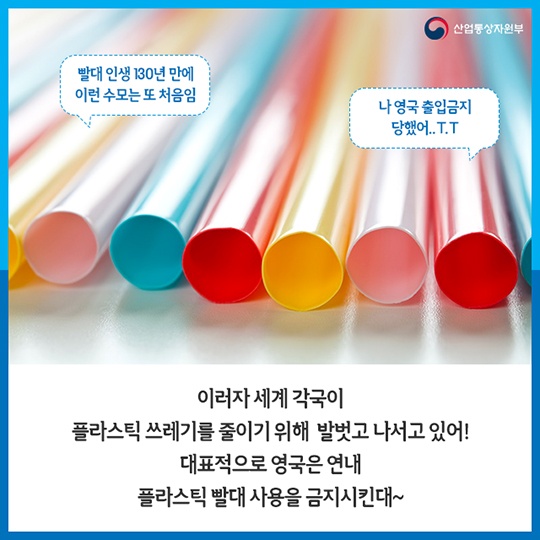 산업통상자원부
빨대 인생 130년 만에
이런 수모는 또 처음임
나 영국 출입금지
당했어..T.T
이러자 세계 각국이
플라스틱 쓰레기를 줄이기 위해 발벗고 나서고 있어!
대표적으로 영국은 연내
플라스틱 빨대 사용을 금지시킨대~